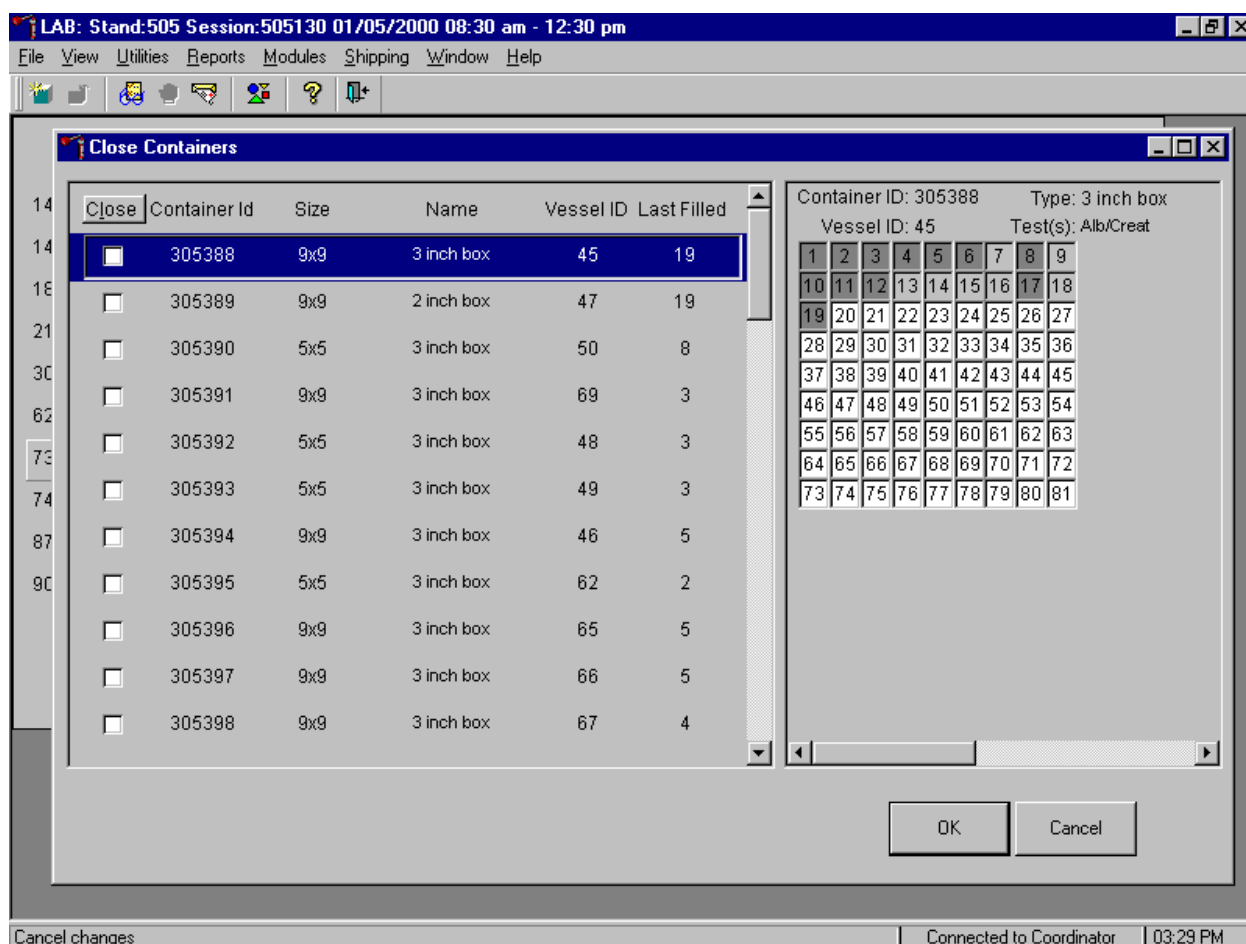 LAB: Stand:505 Session:505130 01/05/2000 08:30 am - 12:30 pm
File View Utilities Reports Modules Shipping Window Help
Close Containers
Close Container Id Size Name Vessel ID Last Filled
305388 9x9 3 inch box 45 19
305389 9x9 2 inch box 47 19
305390 5x5 3 inch box 50 8
305391 9x9 3 inch box 69 3
305392 5x5 3 inch box 48 3
305393 5x5 3 inch box 49 3
305394 9x9 3 inch box 46 5
305395 5x5 3 inch box 62 2
305396 9x9 3 inch box 65 5
305397 9x9 3 inch box 66 5
305398 9x9 3 inch box 67 4
Container ID: 305388 Type: 3 inch box
Vessel ID: 45 Test(s): Alb/Creat
1 2 3 4 5 6 7 8 9
10 11 12 13 14 15 16 17 18
19 20 21 22 23 24 25 26 27
28 29 30 31 32 33 34 35 36
37 38 39 40 41 42 43 44 45
46 47 48 49 50 51 52 53 54
55 56 57 58 59 60 61 62 63
64 65 66 67 68 69 70 71 72
73 74 75 76 77 78 79 80 81
OK Cancel
Cancel changes Connected to Coordinator 03:29 PM